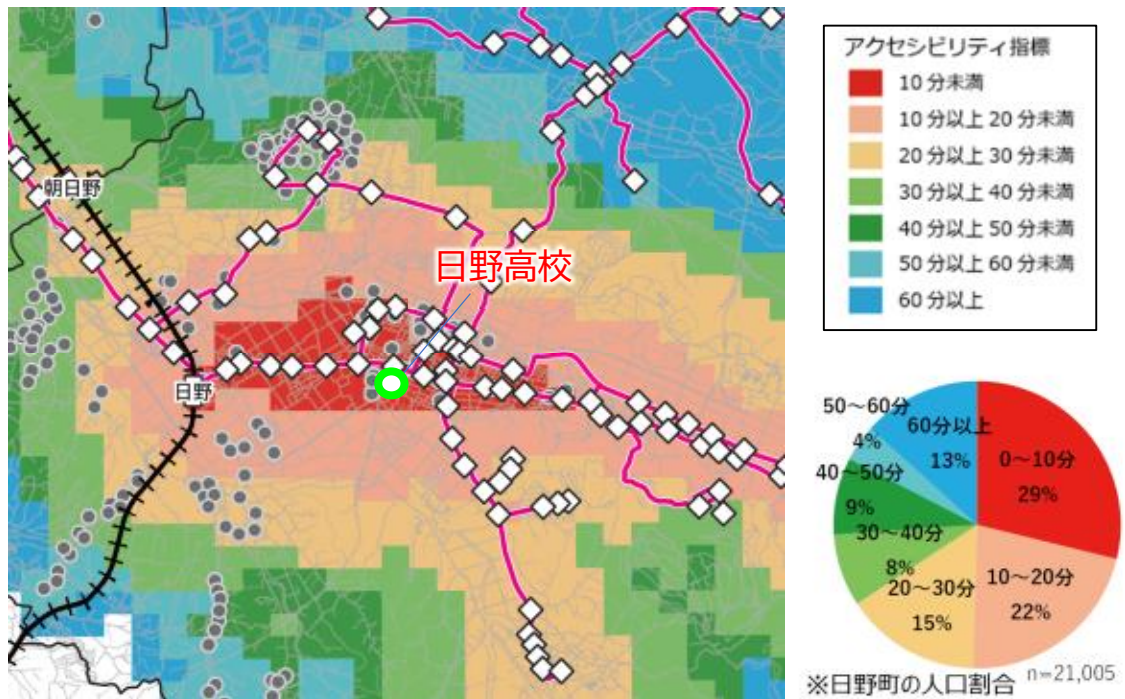 朝日野
日野高校
日野
アクセシビリティ指標
10分未満
10分以上20分未満
20分以上30分未満
30分以上40分未満
40分以上50分未満
50分以上60分未満
60分以上
50～60分
4%
60分以上
13%
0～10分
29%
40～50分
9%
30～40分
8%
10～20分
22%
20～30分
15%
※日野町の人口割合
n=21,005